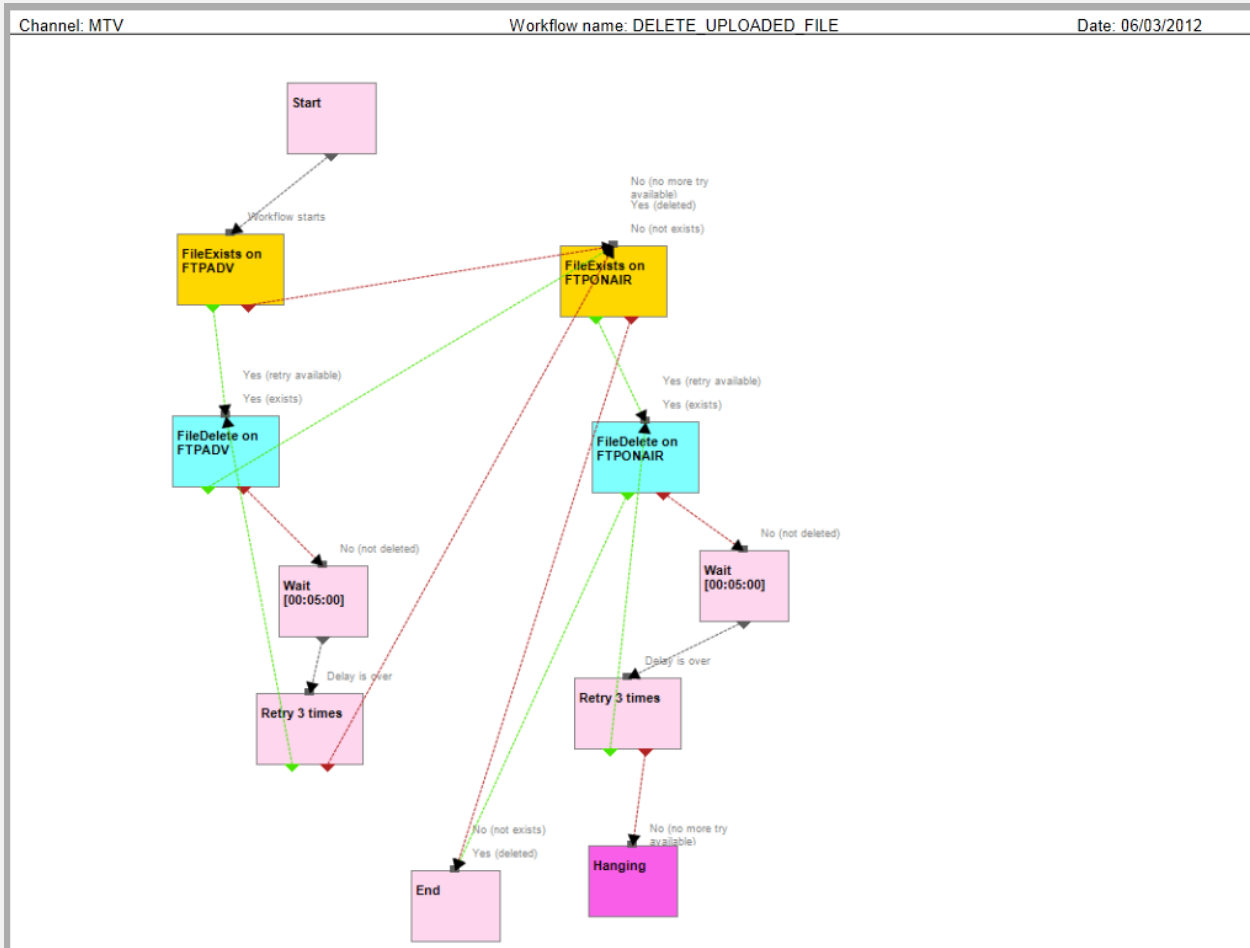 Channel: MTV
Workflow name: DELETE_UPLOADED_FILE
Date: 06/03/2012
Start
No (no more try
available)
Yes (deleted)
No (not exists)
Workflow starts
FileExists on
FTPADV
FileExists on
FTPONAIR
Yes (retry available)
Yes (exists)
Yes (retry available)
Yes (exists)
FileDelete on
FTPADV
FileDelete on
FTPONAIR
No (not deleted)
No (not deleted)
Wait
[00:05:00]
Wait
[00:05:00]
Delay is over
Delay is over
Retry 3 times
Retry 3 times
No (not exists)
Yes (deleted)
No (no more try
available)
End
Hanging